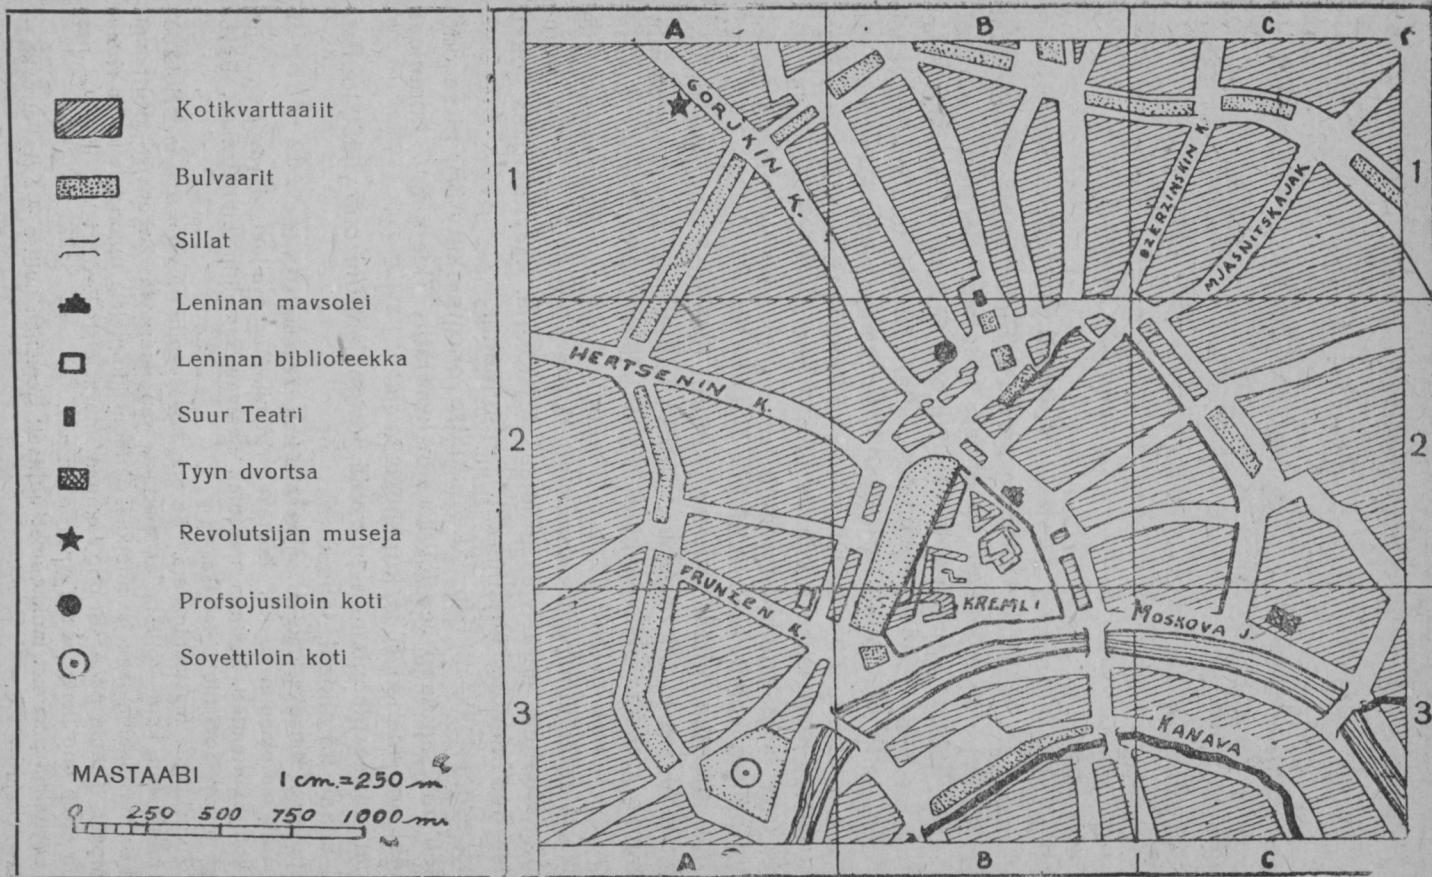 Kotikvarttaaiit
Bulvaarit
Sillat
Leninan mavsolei
Leninan biblioteekka
Suur Teatri
Tyyn dvortsa
Revolutsijan museja
Profsojusiloin koti
Sovettiloin koti
MASTAABI 1 cm.=250 m
0 250 500 750 1000 m
A B C
1 1
2 2
3 3
GORJKIN K.
DZERZINSKIN K.
MJASNITSKAJAK
HERTSENIN K.
FRUNZEN K.
KREMLI
MOSKOVA J.
KANAVA
A B C